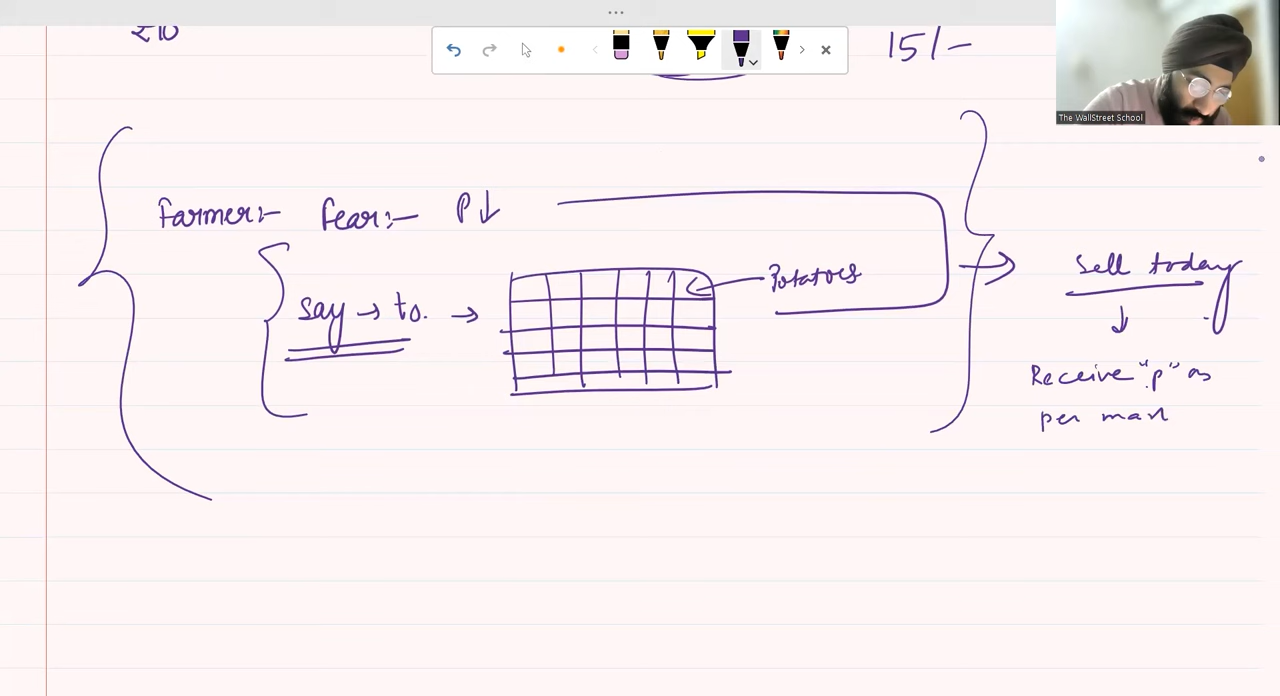 ₹10
15/-
The WallStreet School
Farmer:- Fear:- P↓
say → to. →
Potatoes
→ Sell today
↓
Receive "p" as
per mark